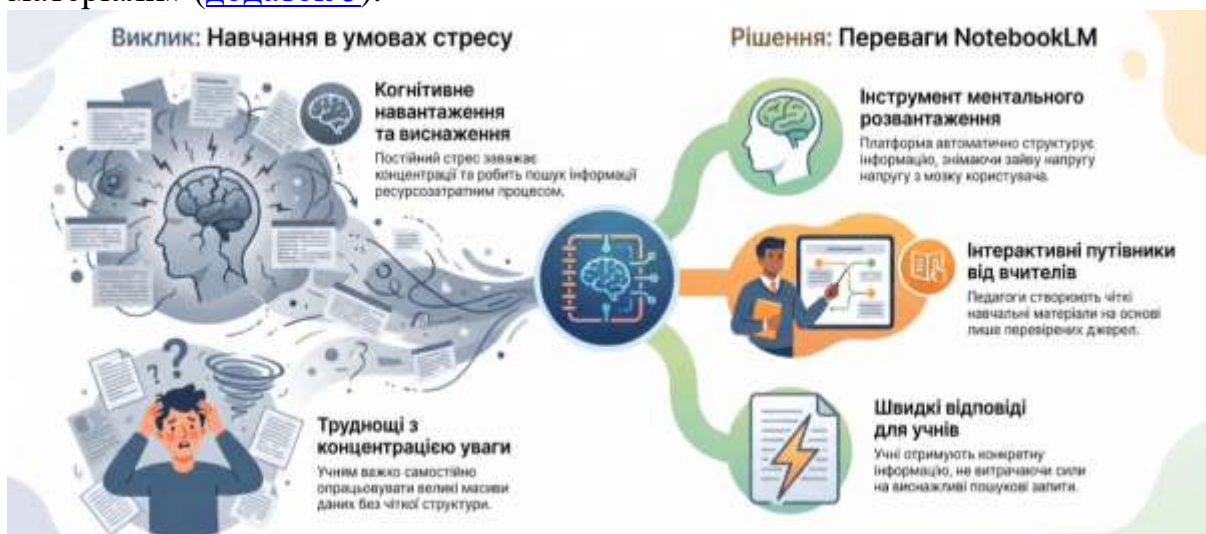 матеріали» (додаток 3).
Виклик: Навчання в умовах стресу
Когнітивне
навантаження
та виснаження
Постійний стрес заважає
концентрації та робить пошук інформації
ресурсозатратним процесом.
Труднощі з
концентрацією уваги
Учням важко самостійно
опрацьовувати великі масиви
даних без чіткої структури.
Рішення: Переваги NotebookLM
Інструмент ментального
розвантаження
Платформа автоматично структурує
інформацію, знімаючи зайву напругу
напругу з мозку користувача.
Інтерактивні путівники
від вчителів
Педагоги створюють чіткі
навчальні матеріали на основі
лише перевірених джерел.
Швидкі відповіді
для учнів
Учні отримують конкретну
інформацію, не витрачаючи сили
на виснажливі пошукові запити.